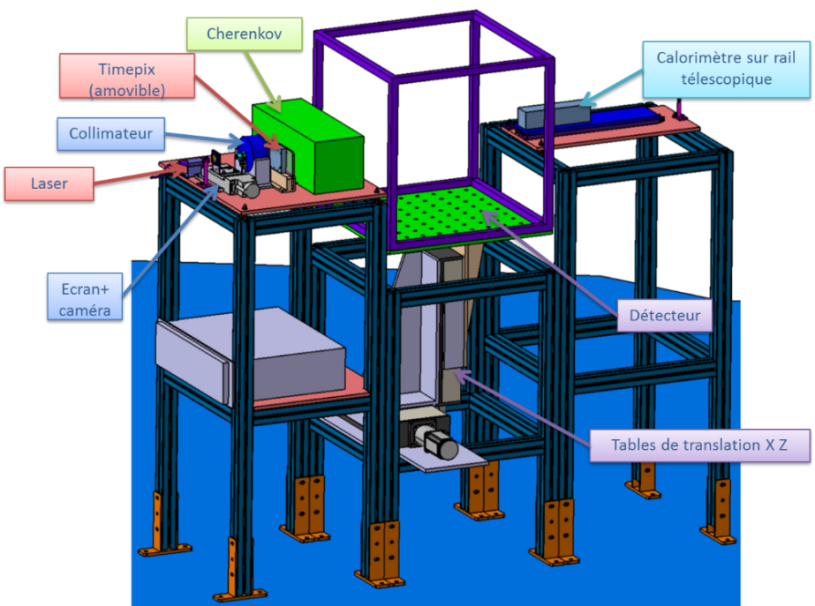 Cherenkov
Timepix
(amovible)
Collimateur
Laser
Ecran+
caméra
Calorimètre sur rail
télescopique
Détecteur
Tables de translation X Z